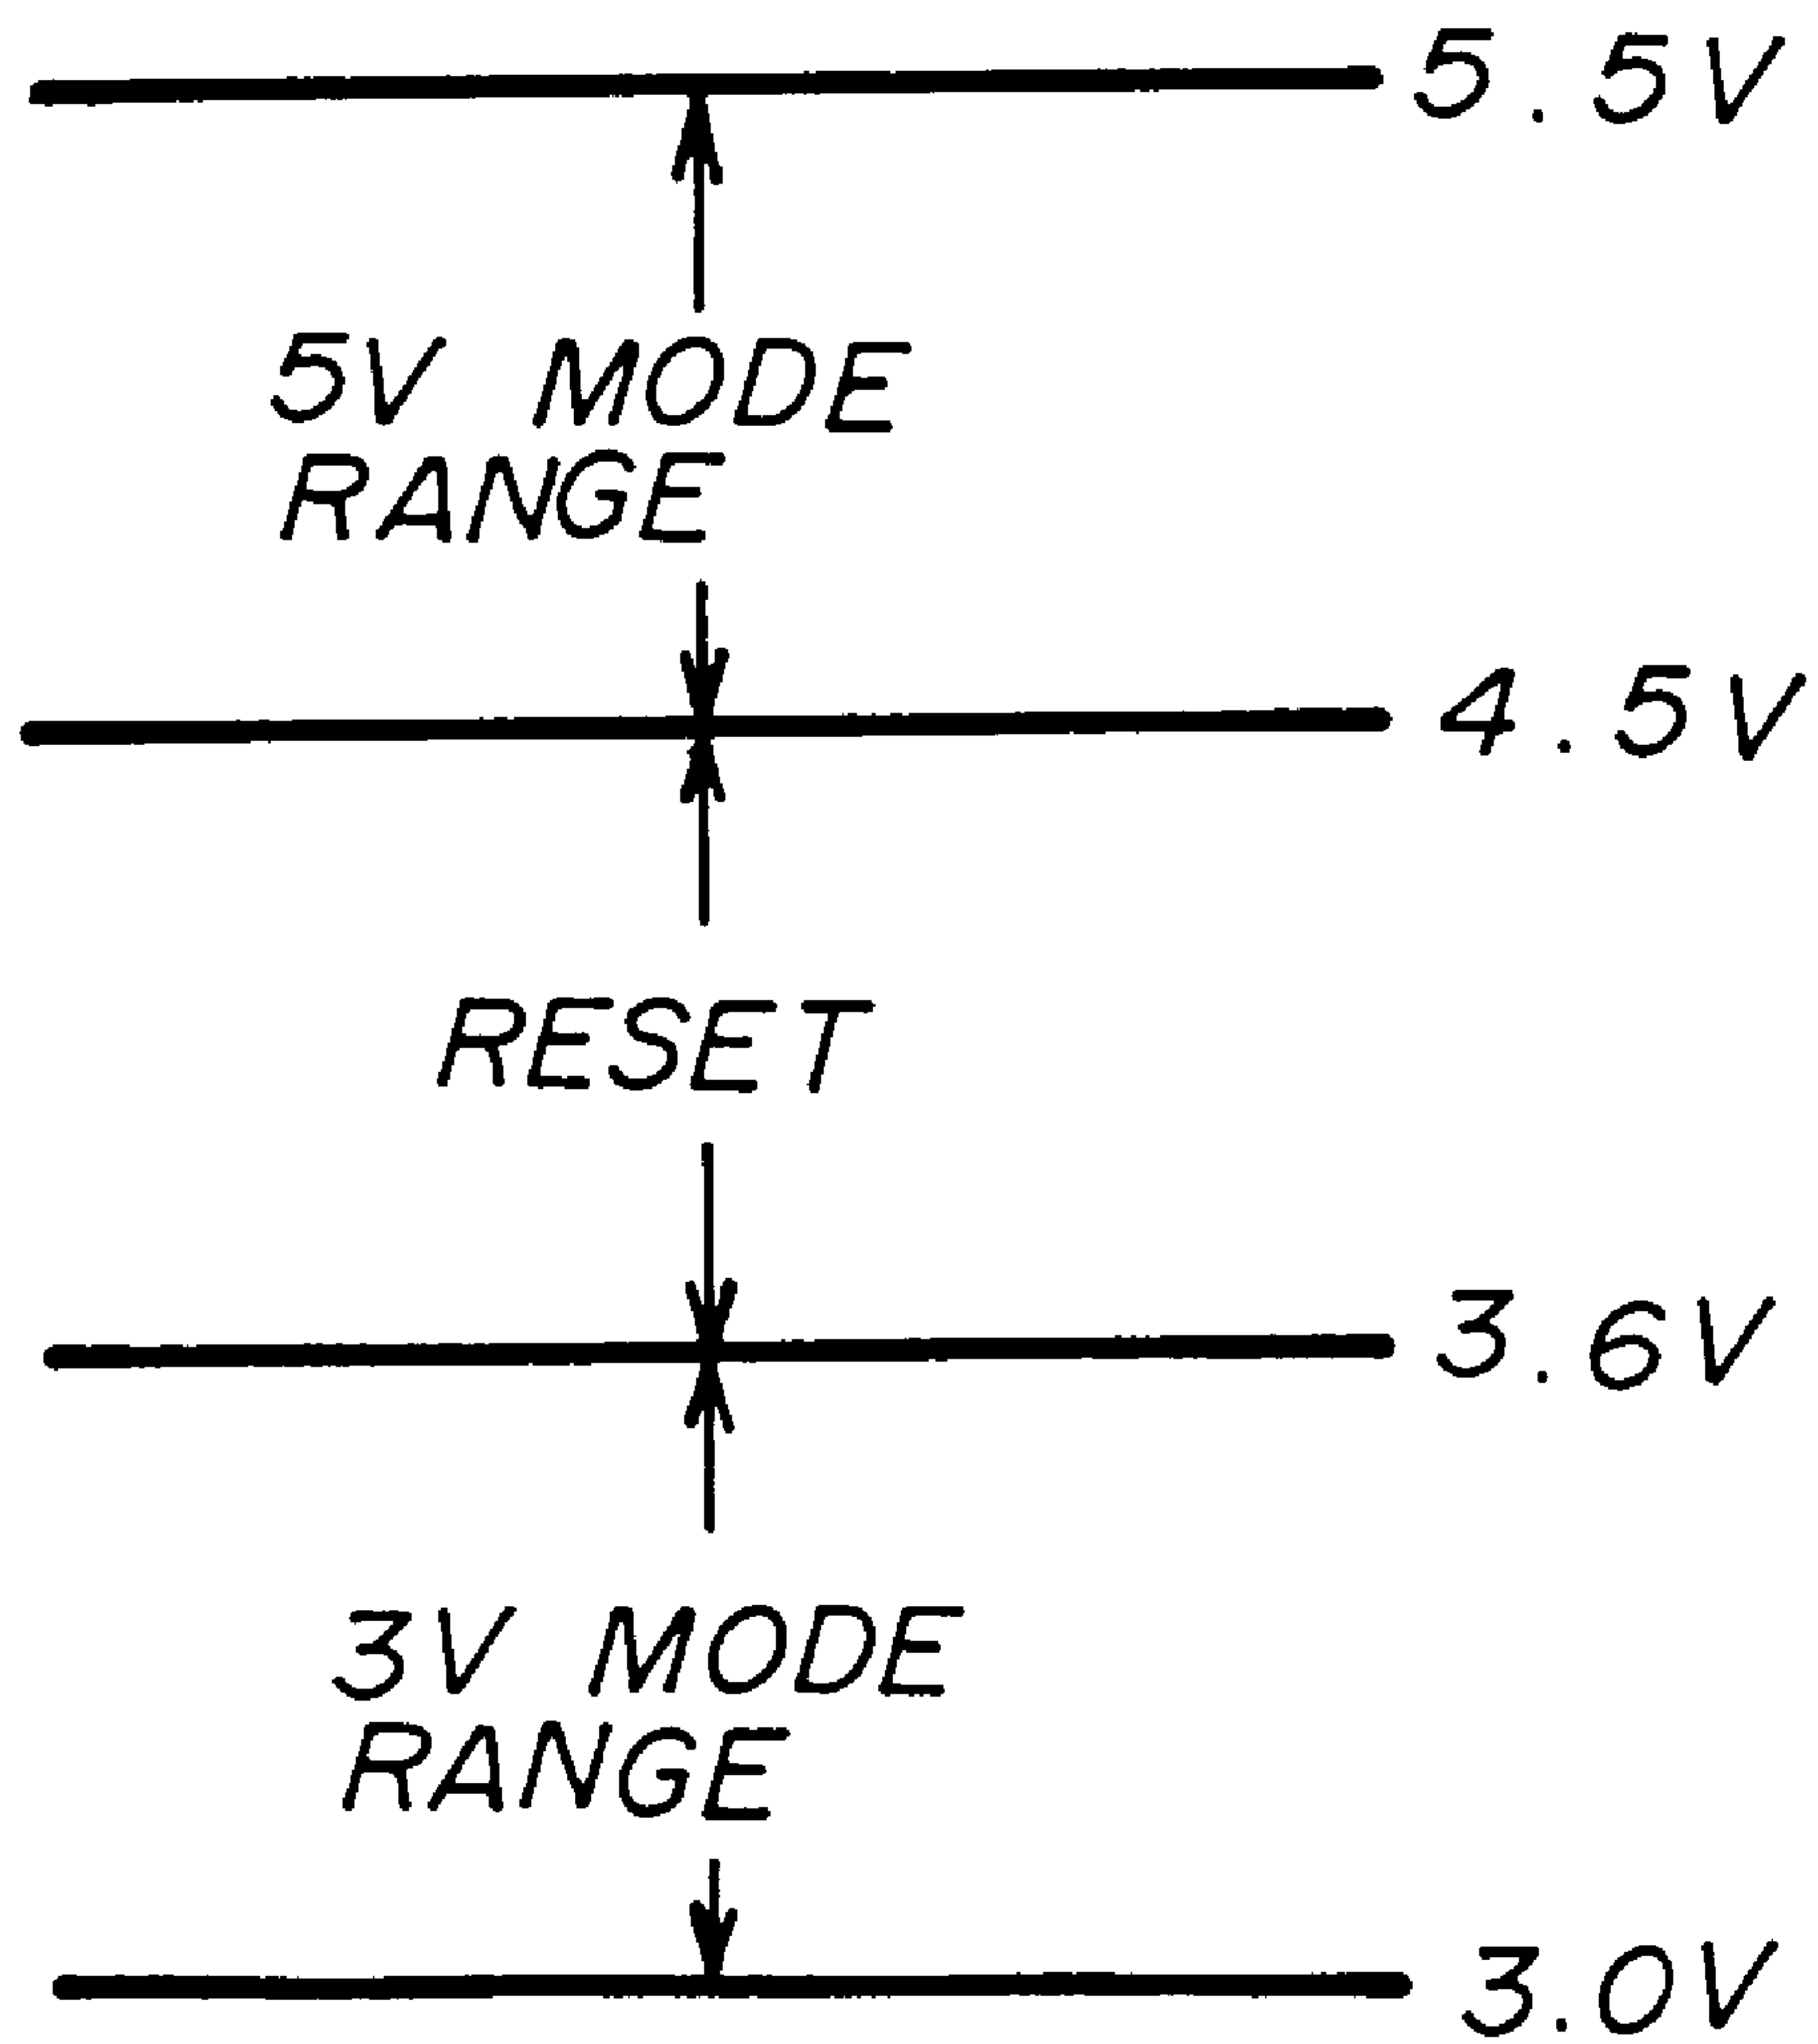 5.5V
5V MODE
RANGE
4.5V
RESET
3.6V
3V MODE
RANGE
3.0V